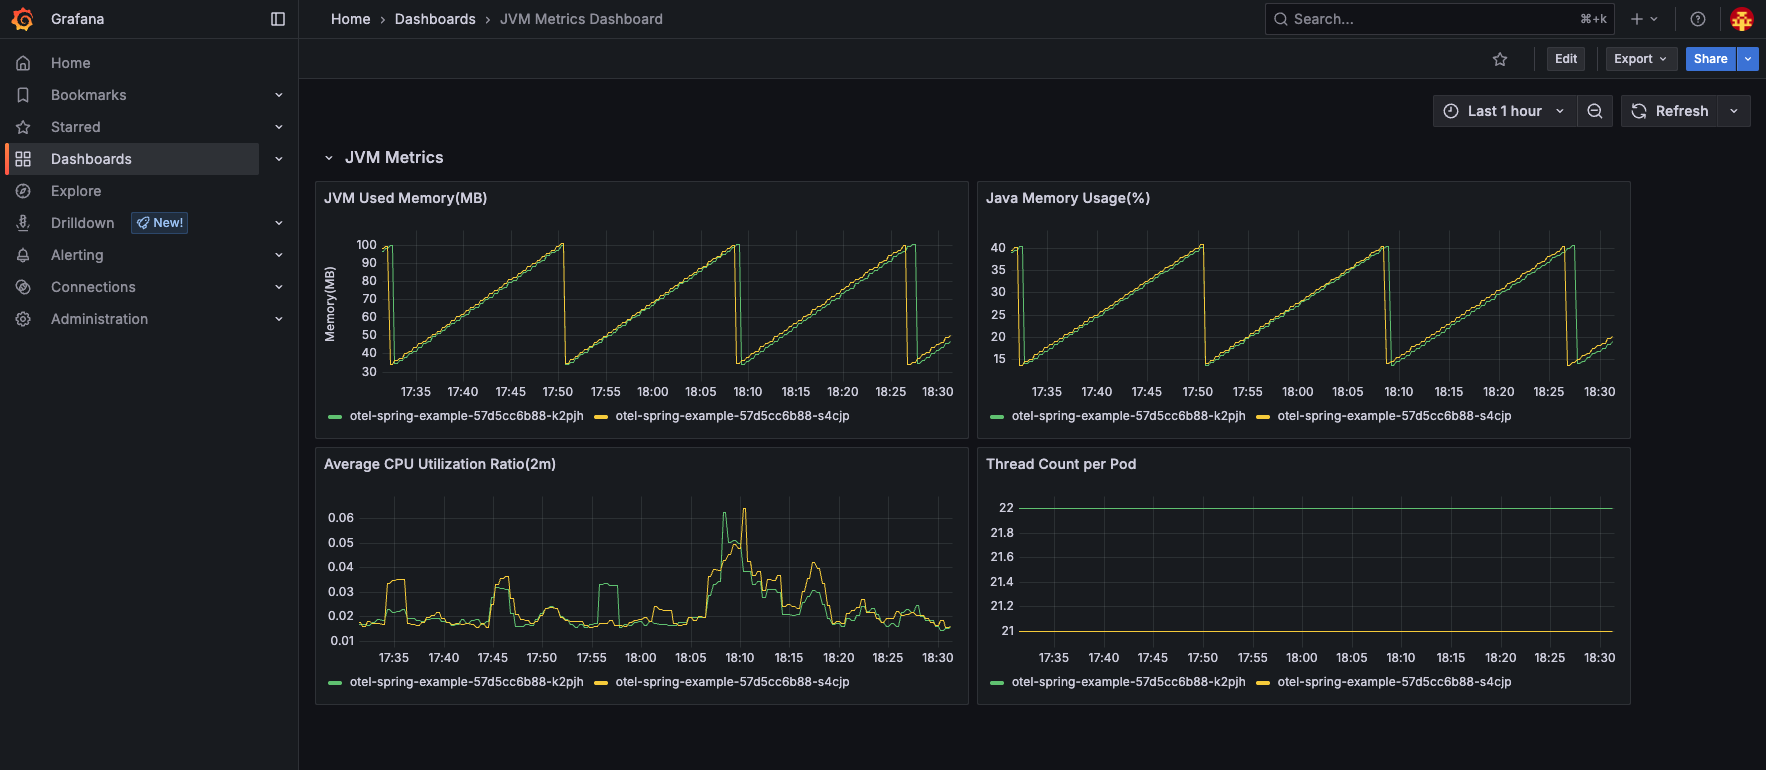 Grafana
Home
Bookmarks
Starred
Dashboards
Explore
Drilldown New!
Alerting
Connections
Administration
Home › Dashboards › JVM Metrics Dashboard
Search... ⌘+k
Edit Export Share
Last 1 hour Refresh
JVM Metrics
JVM Used Memory(MB)
Memory(MB)
100
90
80
70
60
50
40
30
17:35 17:40 17:45 17:50 17:55 18:00 18:05 18:10 18:15 18:20 18:25 18:30
otel-spring-example-57d5cc6b88-k2pjh otel-spring-example-57d5cc6b88-s4cjp
Java Memory Usage(%)
40
35
30
25
20
15
17:35 17:40 17:45 17:50 17:55 18:00 18:05 18:10 18:15 18:20 18:25 18:30
otel-spring-example-57d5cc6b88-k2pjh otel-spring-example-57d5cc6b88-s4cjp
Average CPU Utilization Ratio(2m)
0.06
0.05
0.04
0.03
0.02
0.01
17:35 17:40 17:45 17:50 17:55 18:00 18:05 18:10 18:15 18:20 18:25 18:30
otel-spring-example-57d5cc6b88-k2pjh otel-spring-example-57d5cc6b88-s4cjp
Thread Count per Pod
22
21.8
21.6
21.4
21.2
21
17:35 17:40 17:45 17:50 17:55 18:00 18:05 18:10 18:15 18:20 18:25 18:30
otel-spring-example-57d5cc6b88-k2pjh otel-spring-example-57d5cc6b88-s4cjp